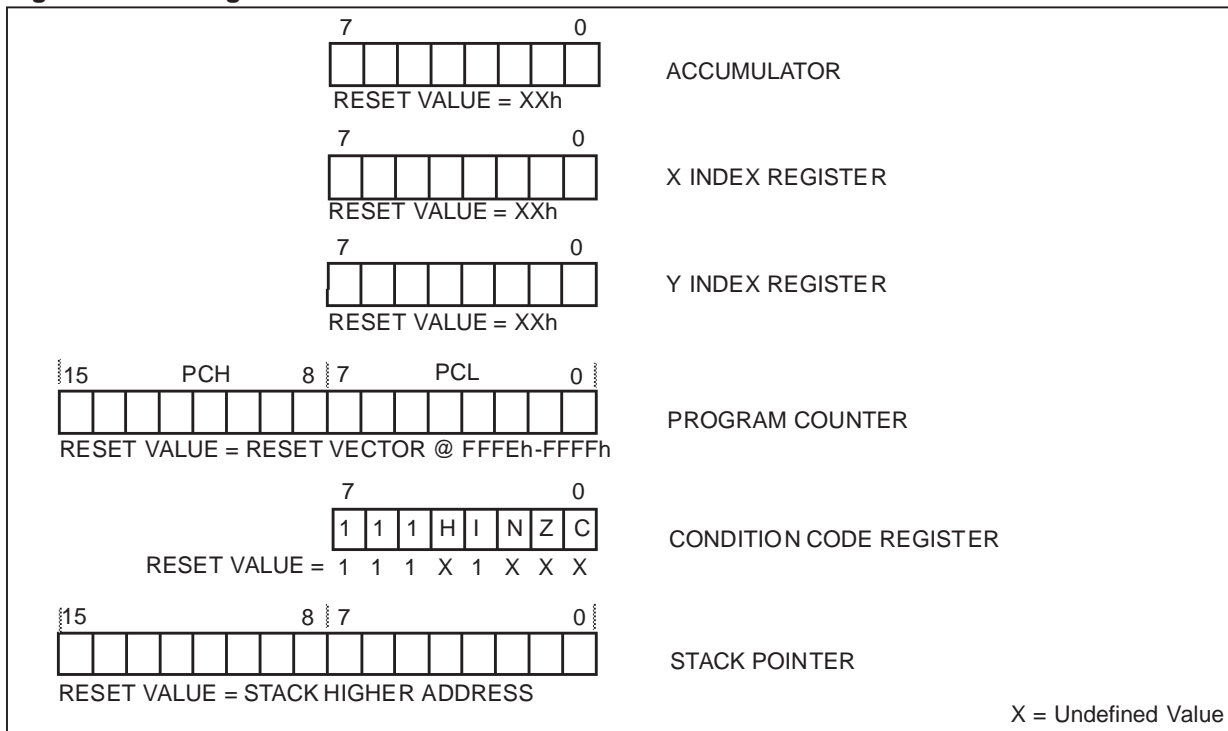 7 0
ACCUMULATOR
RESET VALUE = XXh
7 0
X INDEX REGISTER
RESET VALUE = XXh
7 0
Y INDEX REGISTER
RESET VALUE = XXh
15 PCH 8 7 PCL 0
PROGRAM COUNTER
RESET VALUE = RESET VECTOR @ FFFEh-FFFFh
7 0
1 1 1 H I N Z C
CONDITION CODE REGISTER
RESET VALUE = 1 1 1 X 1 X X X
15 8 7 0
STACK POINTER
RESET VALUE = STACK HIGHER ADDRESS
X = Undefined Value